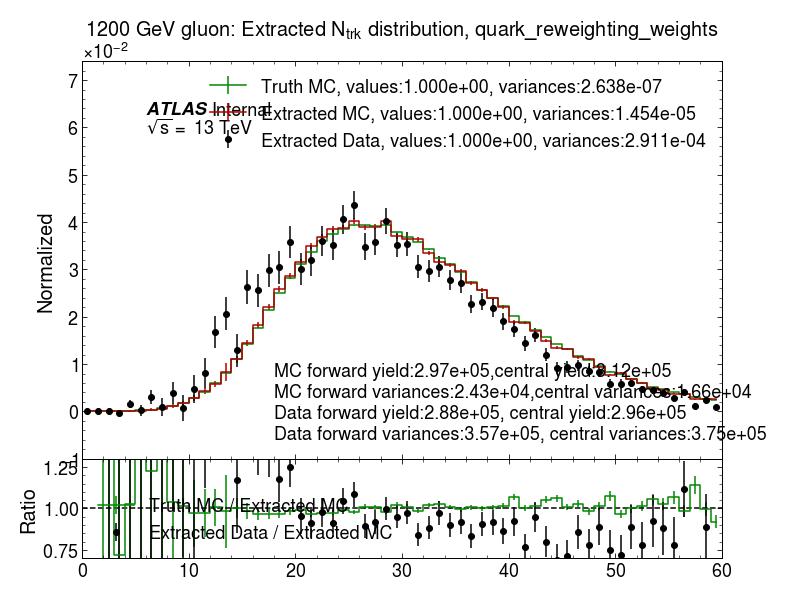 1200 GeV gluon: Extracted Ntrk distribution, quark_reweighting_weights
×10−2
Truth MC, values:1.000e+00, variances:2.638e-07
ATLAS Internal
Extracted MC, values:1.000e+00, variances:1.454e-05
√s = 13 TeV
Extracted Data, values:1.000e+00, variances:2.911e-04
7
6
5
4
3
2
1
0
Normalized
MC forward yield:2.97e+05,central yield:3.12e+05
MC forward variances:2.43e+04,central variances:1.66e+04
Data forward yield:2.88e+05, central yield:2.96e+05
Data forward variances:3.57e+05, central variances:3.75e+05
1.25
1.00
0.75
Ratio
Truth MC / Extracted MC
Extracted Data / Extracted MC
0 10 20 30 40 50 60